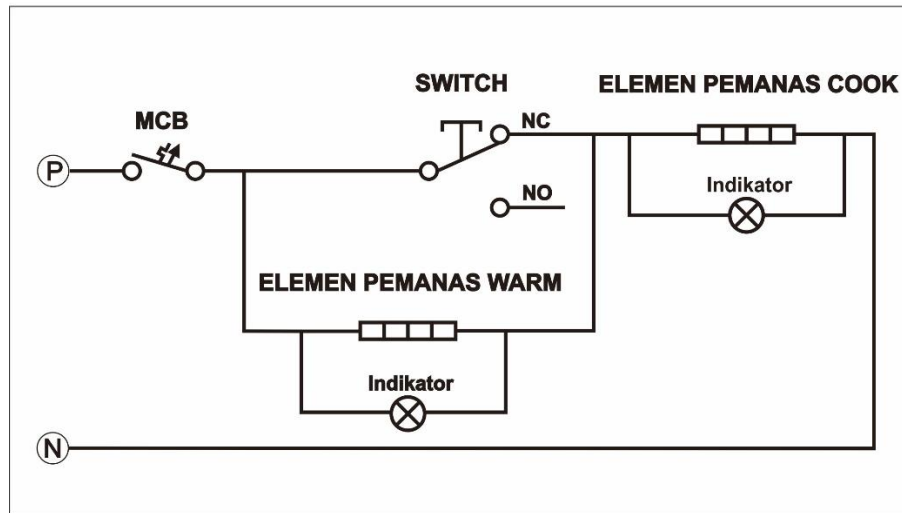 ELEMEN PEMANAS COOK
SWITCH
MCB
NC
P
Indikator
NO
ELEMEN PEMANAS WARM
Indikator
N